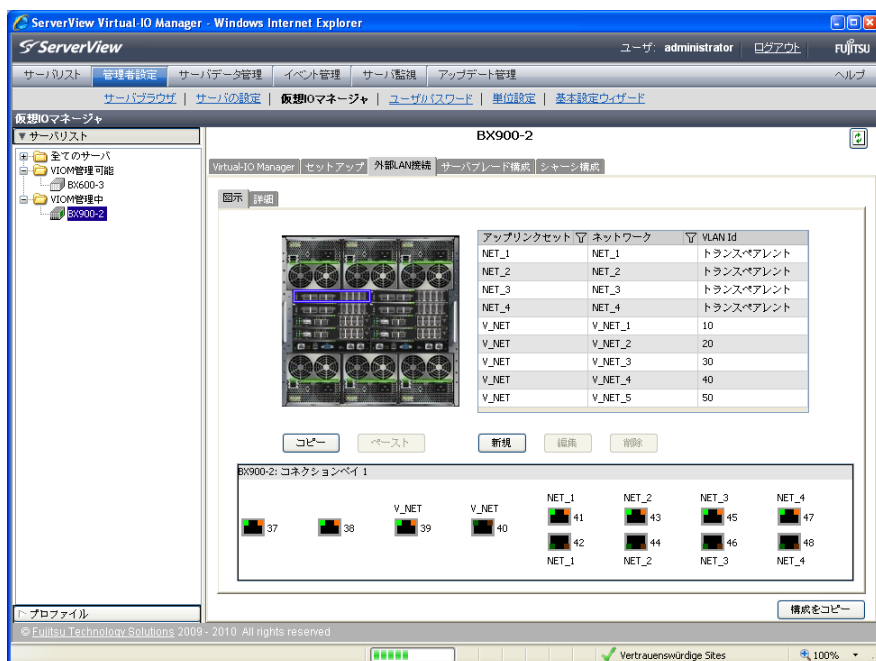 ServerView Virtual-IO Manager - Windows Internet Explorer
ServerView ユーザ: administrator ログアウト FUJITSU
サーバリスト 管理者設定 サーバデータ管理 イベント管理 サーバ監視 アップデート管理 ヘルプ
サーバブラウザ | サーバの設定 | 仮想IOマネージャ | ユーザパスワード | 単位設定 | 基本設定ウィザード
仮想IOマネージャ
サーバリスト
全てのサーバ
VIOM管理可能
BX600-3
VIOM管理中
BX900-2
プロファイル
BX900-2
Virtual-IO Manager セットアップ 外部LAN接続 サーバブレード構成 シャーシ構成
図示 詳細
アップリンクセット ネットワーク VLAN Id
NET_1 NET_1 トランスペアレント
NET_2 NET_2 トランスペアレント
NET_3 NET_3 トランスペアレント
NET_4 NET_4 トランスペアレント
V_NET V_NET_1 10
V_NET V_NET_2 20
V_NET V_NET_3 30
V_NET V_NET_4 40
V_NET V_NET_5 50
コピー ペースト 新規 編集 削除
BX900-2: コネクションベイ 1
NET_1 NET_2 NET_3 NET_4
V_NET V_NET
41 43 45 47
37 38 39 40
42 44 46 48
NET_1 NET_2 NET_3 NET_4
構成をコピー
© Fujitsu Technology Solutions 2009 - 2010 All rights reserved
Vertrauenswürdige Sites 100%